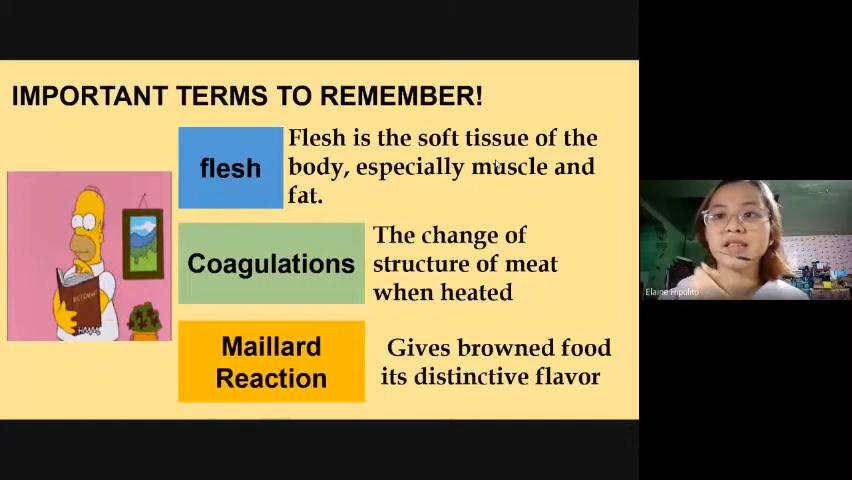 IMPORTANT TERMS TO REMEMBER!
flesh
Flesh is the soft tissue of the
body, especially muscle and
fat.
Coagulations
The change of
structure of meat
when heated
Maillard
Reaction
Gives browned food
its distinctive flavor
Elaine Hipolito